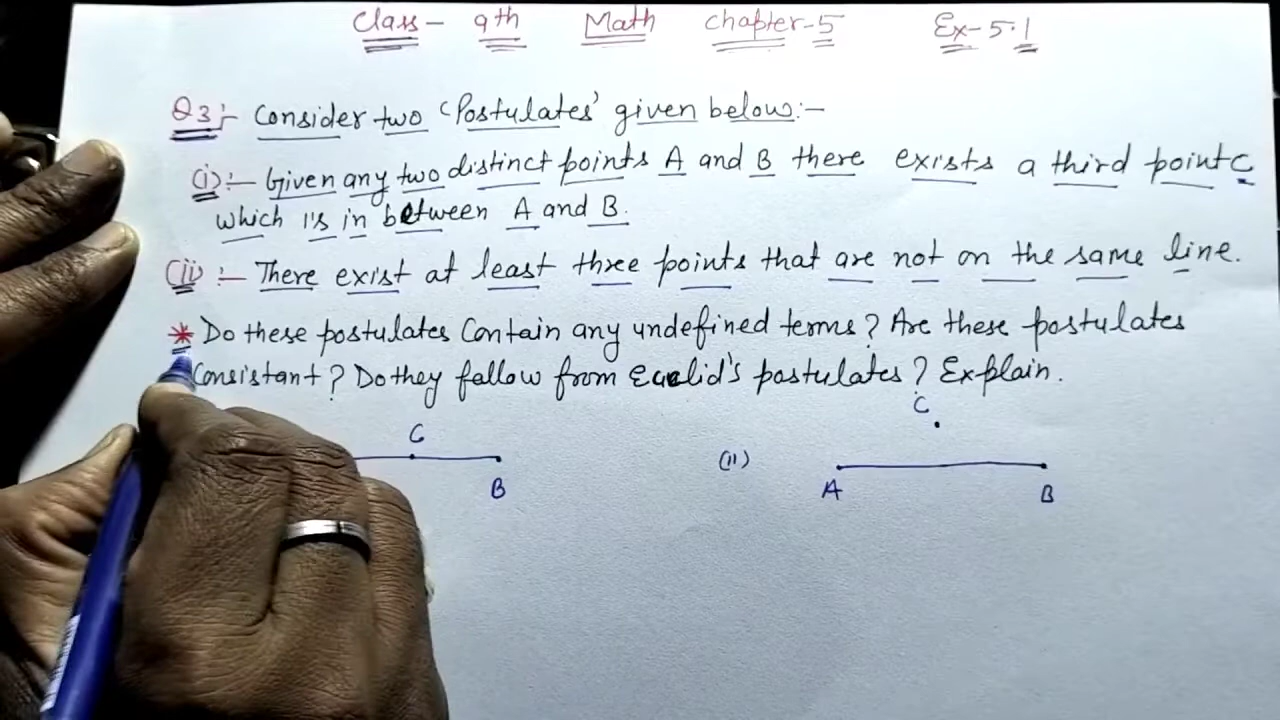 Class- 9th Math chapter-5 Ex-5.1
Q3:- Consider two 'Postulates' given below:-
(i):- Given any two distinct points A and B there exists a third point C
which is in between A and B.
(ii):- There exist at least three points that are not on the same line.
* Do these postulates Contain any undefined terms? Are these postulates
Consistant? Do they fallow from Euclid's postulates? Explain.
C
C
B
(ii)
A
B